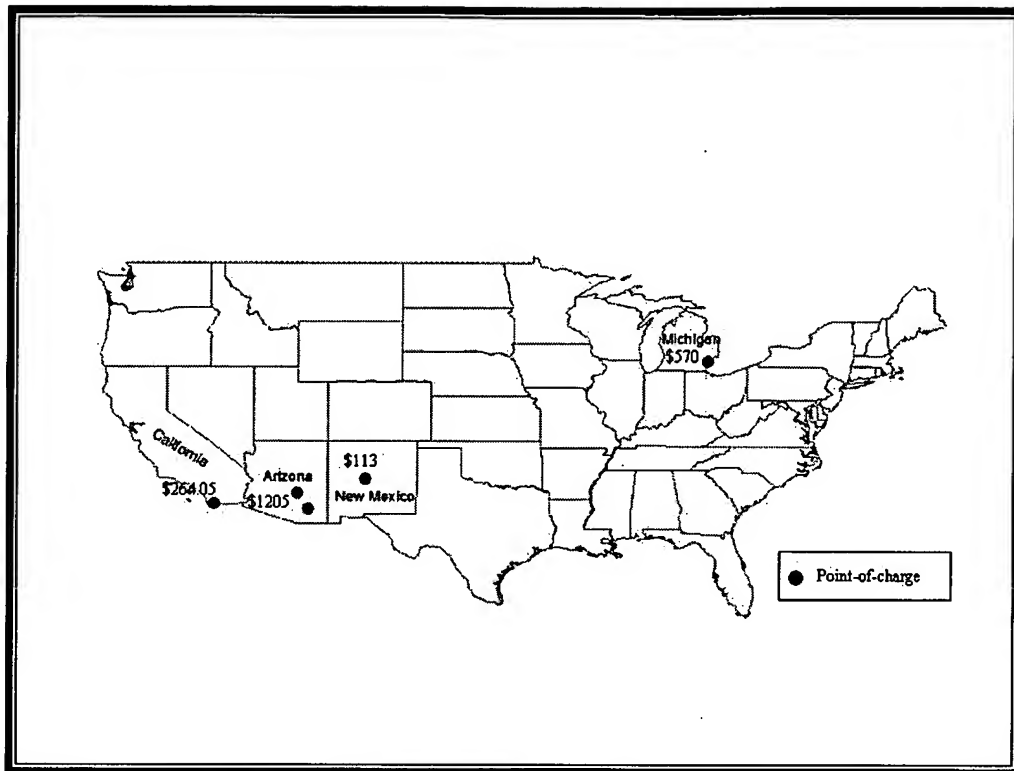 Michigan
$570
California
$264.05
Arizona
$1205
$113
New Mexico
Point-of-charge